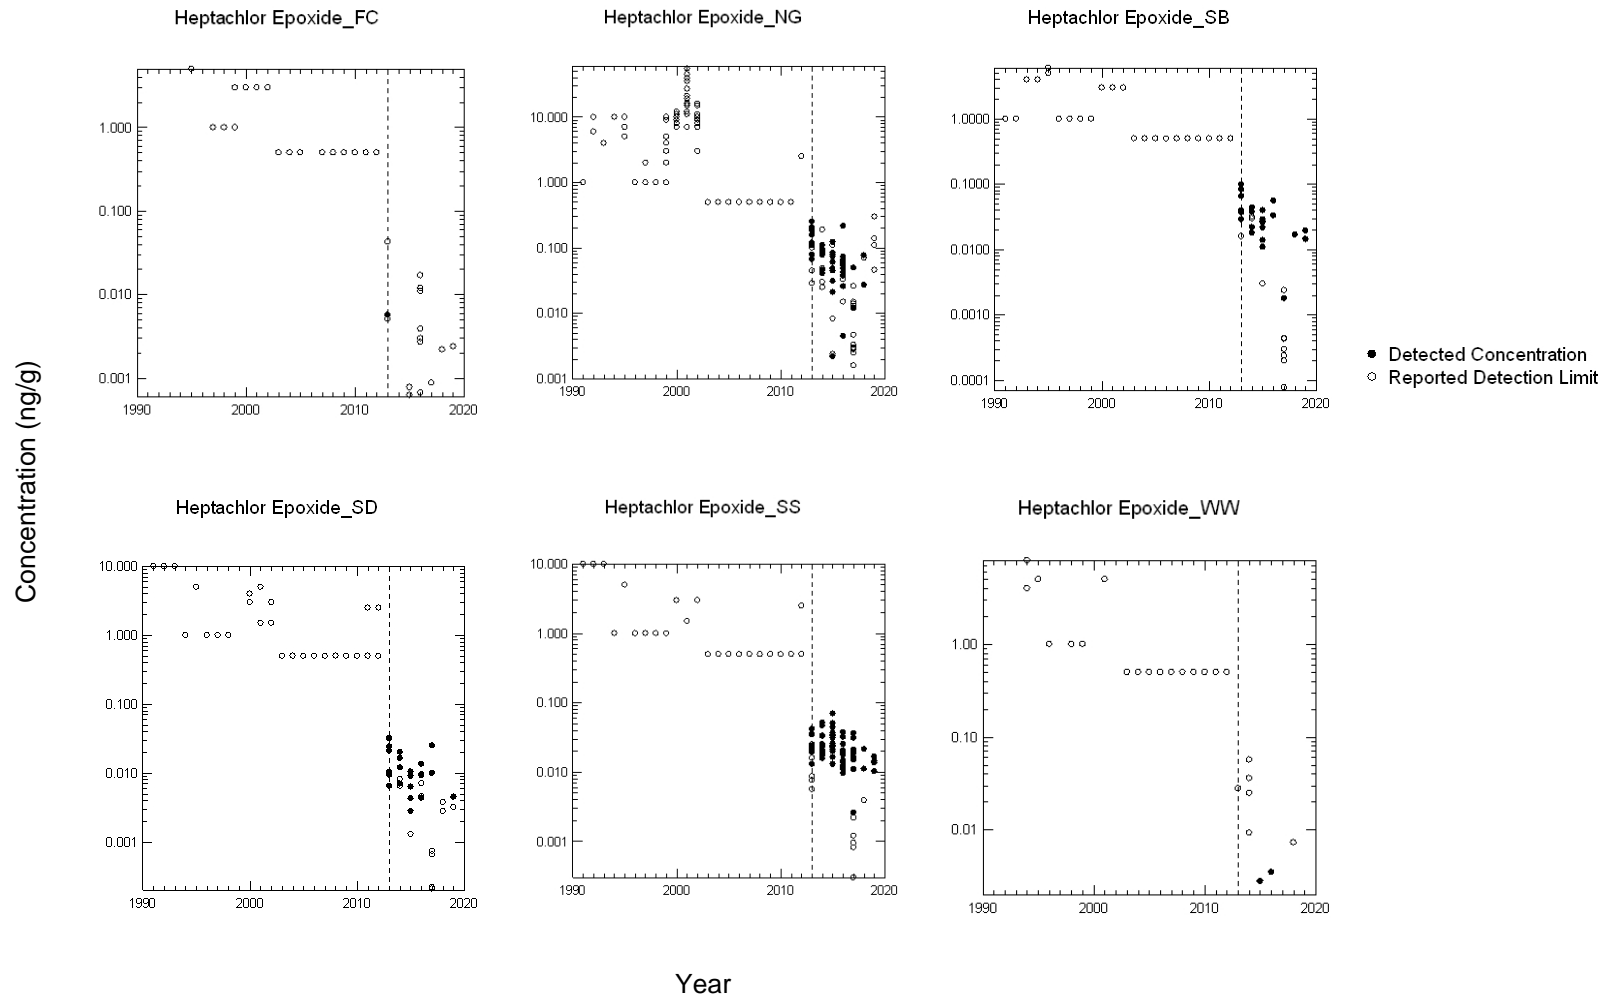 Heptachlor Epoxide_FC
1.000
0.100
0.010
0.001
1990 2000 2010 2020
Heptachlor Epoxide_NG
10.000
1.000
0.100
0.010
0.001
1990 2000 2010 2020
Heptachlor Epoxide_SB
1.0000
0.1000
0.0100
0.0010
0.0001
1990 2000 2010 2020
Detected Concentration
Reported Detection Limit
Concentration (ng/g)
Heptachlor Epoxide_SD
10.000
1.000
0.100
0.010
0.001
1990 2000 2010 2020
Heptachlor Epoxide_SS
10.000
1.000
0.100
0.010
0.001
1990 2000 2010 2020
Heptachlor Epoxide_WW
1.00
0.10
0.01
1990 2000 2010 2020
Year